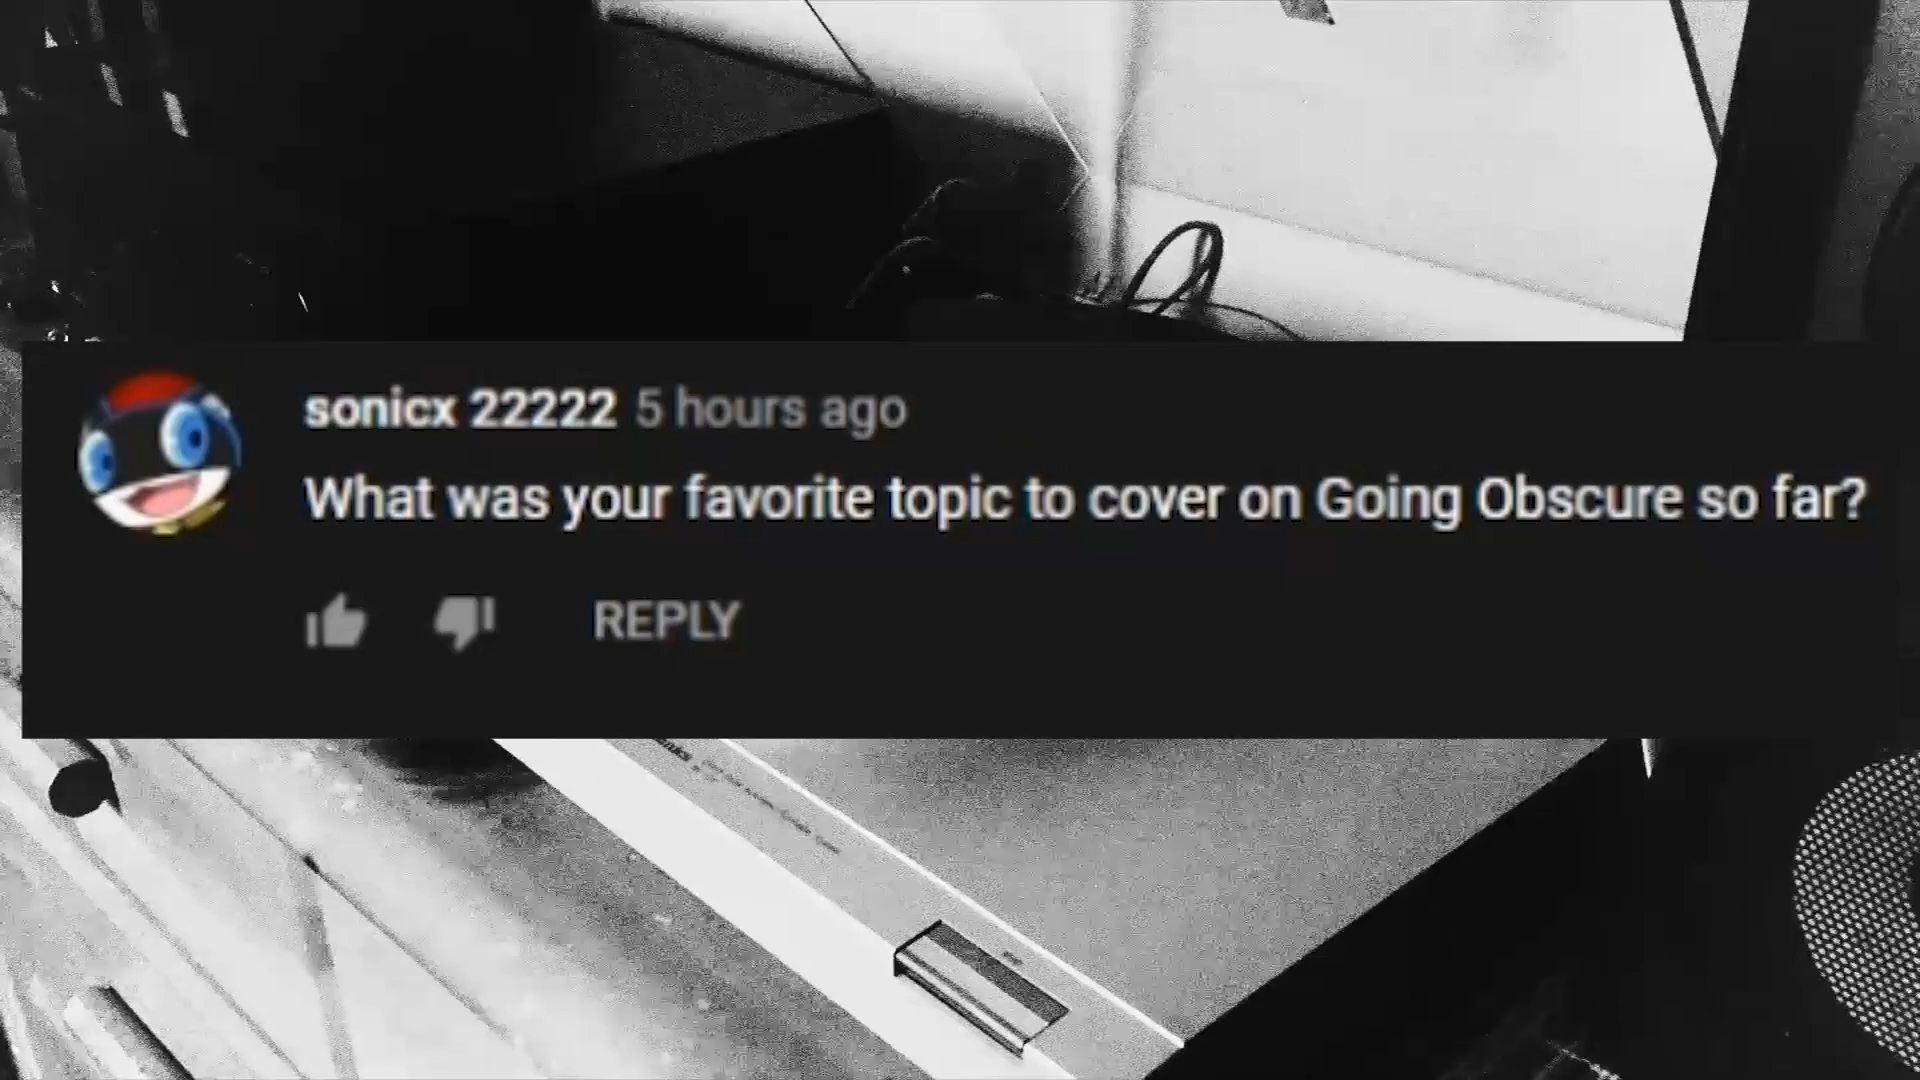 sonicx 22222 5 hours ago
What was your favorite topic to cover on Going Obscure so far?
REPLY